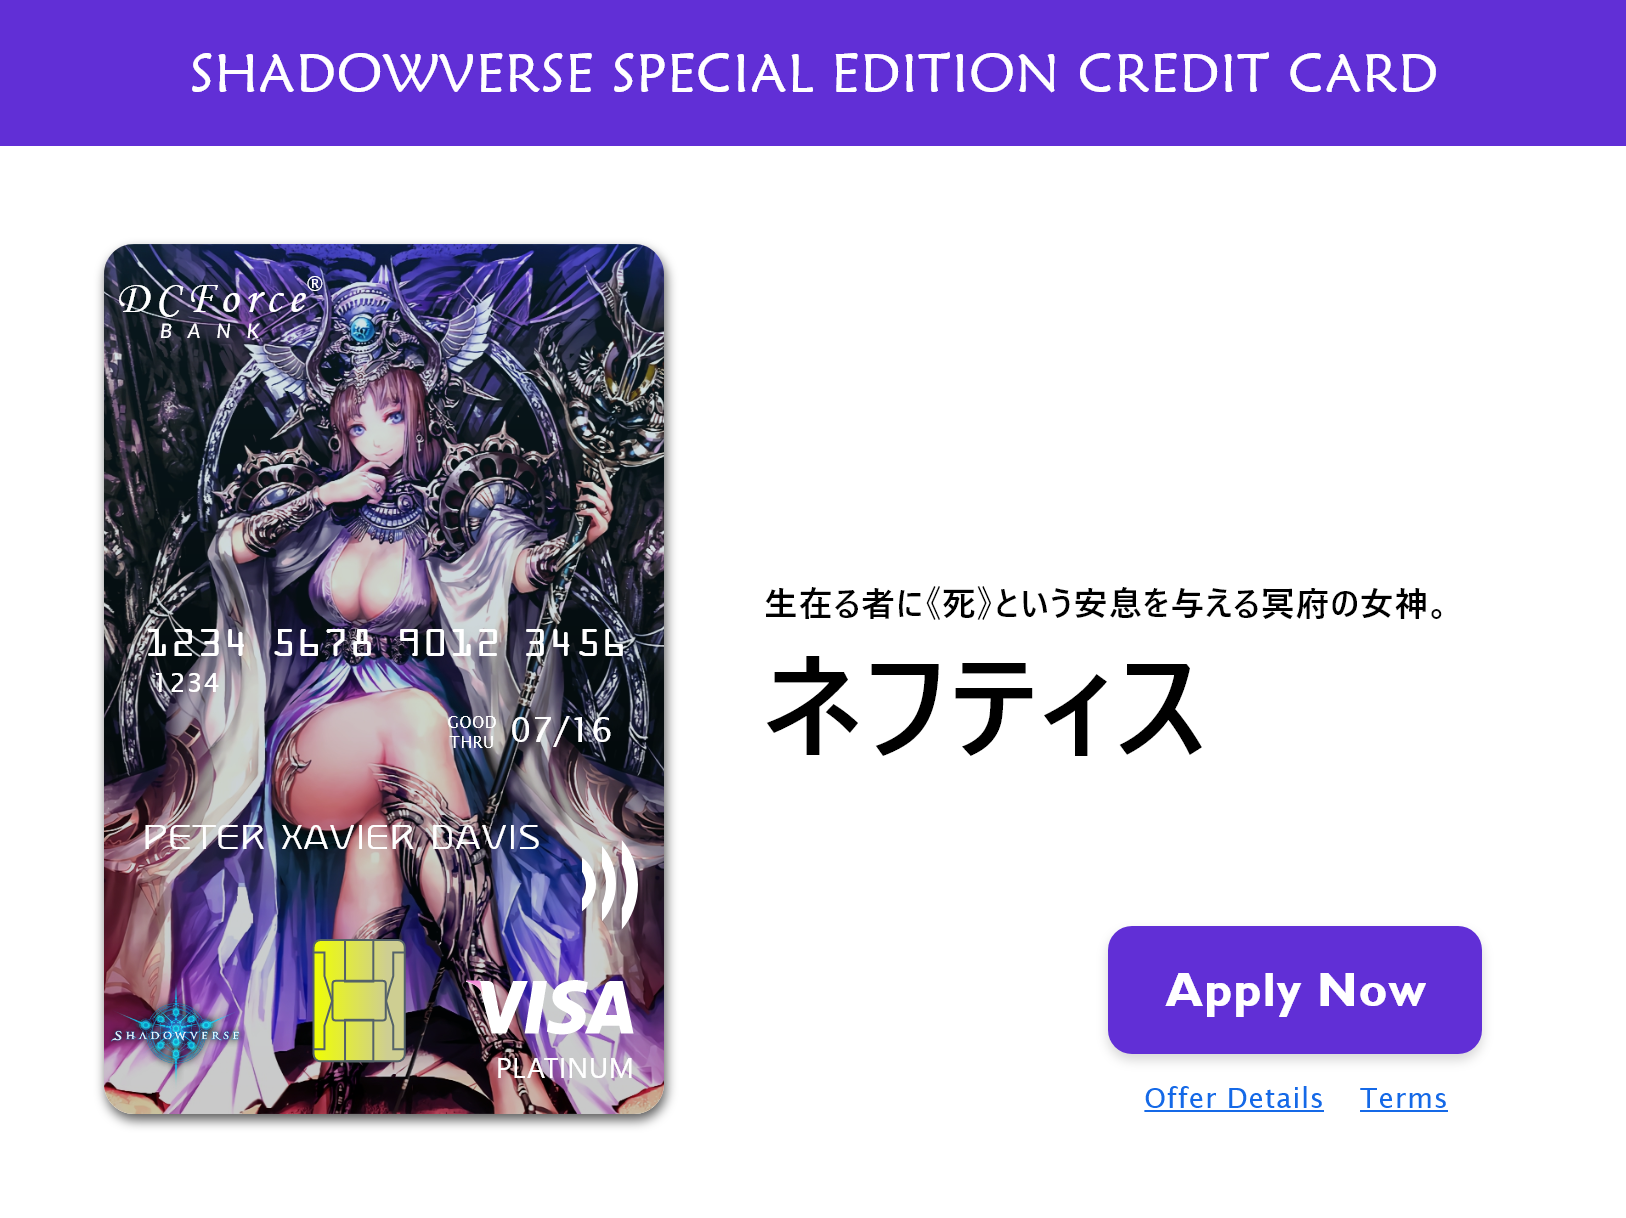 SHADOWVERSE SPECIAL EDITION CREDIT CARD
DCForce®
BANK
1234 5678 9012 3456
1234
GOOD THRU 07/16
PETER XAVIER DAVIS
SHADOWVERSE
VISA
PLATINUM
生在る者に《死》という安息を与える冥府の女神。
ネフティス
Apply Now
Offer Details Terms